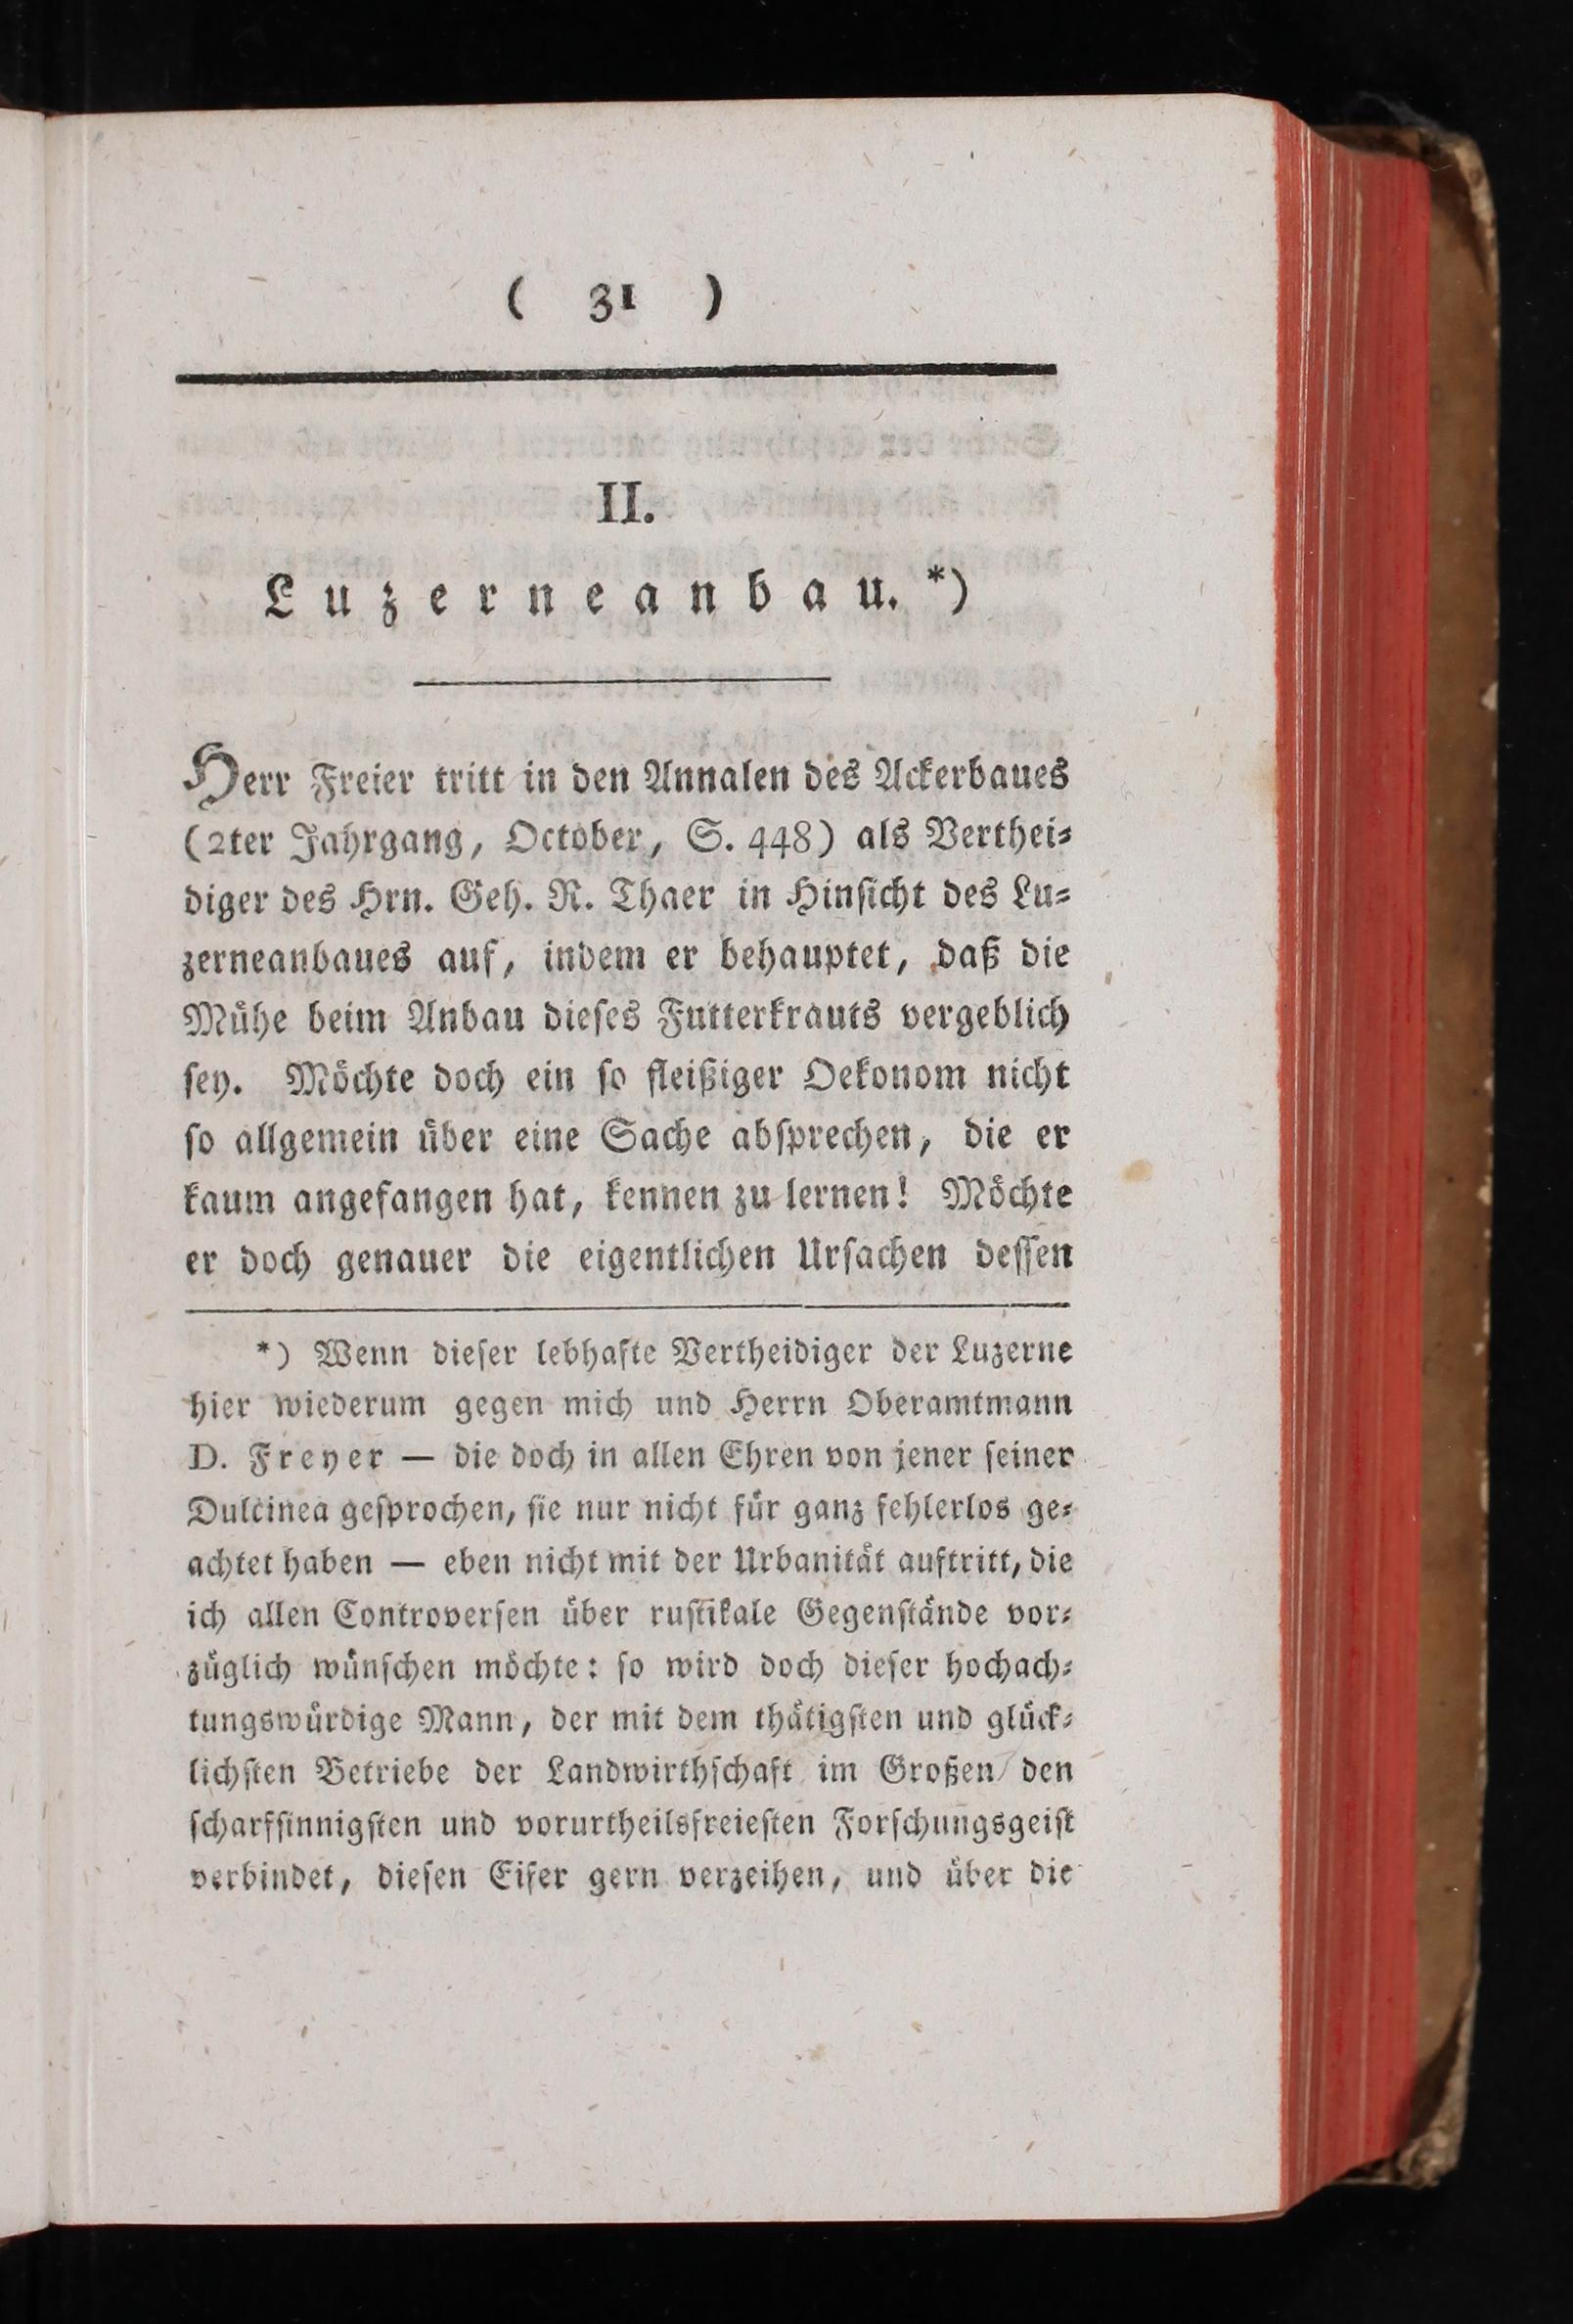 ( 31 )
II.
Luzerneanbau. *)
Herr Freier tritt in den Annalen des Ackerbaues
(2ter Jahrgang, October, S. 448) als Verthei⸗
diger des Hrn. Geh. R. Thaer in Hinſicht des Lu⸗
zerneanbaues auf, indem er behauptet, daß die
Mühe beim Anbau dieſes Futterkrauts vergeblich
ſey. Möchte doch ein ſo fleißiger Oekonom nicht
ſo allgemein über eine Sache abſprechen, die er
kaum angefangen hat, kennen zu lernen! Möchte
er doch genauer die eigentlichen Urſachen deſſen
*) Wenn dieſer lebhafte Vertheidiger der Luzerne
hier wiederum gegen mich und Herrn Oberamtmann
D. Freyer — die doch in allen Ehren von jener ſeiner
Dulcinea geſprochen, ſie nur nicht für ganz fehlerlos ge⸗
achtet haben — eben nicht mit der Urbanität auftritt, die
ich allen Controverſen über ruſtikale Gegenſtände vor⸗
züglich wünſchen möchte: ſo wird doch dieſer hochach⸗
tungswürdige Mann, der mit dem thätigſten und glück⸗
lichſten Betriebe der Landwirthſchaft im Großen den
ſcharfſinnigſten und vorurtheilsfreieſten Forſchungsgeiſt
verbindet, dieſen Eifer gern verzeihen, und über die